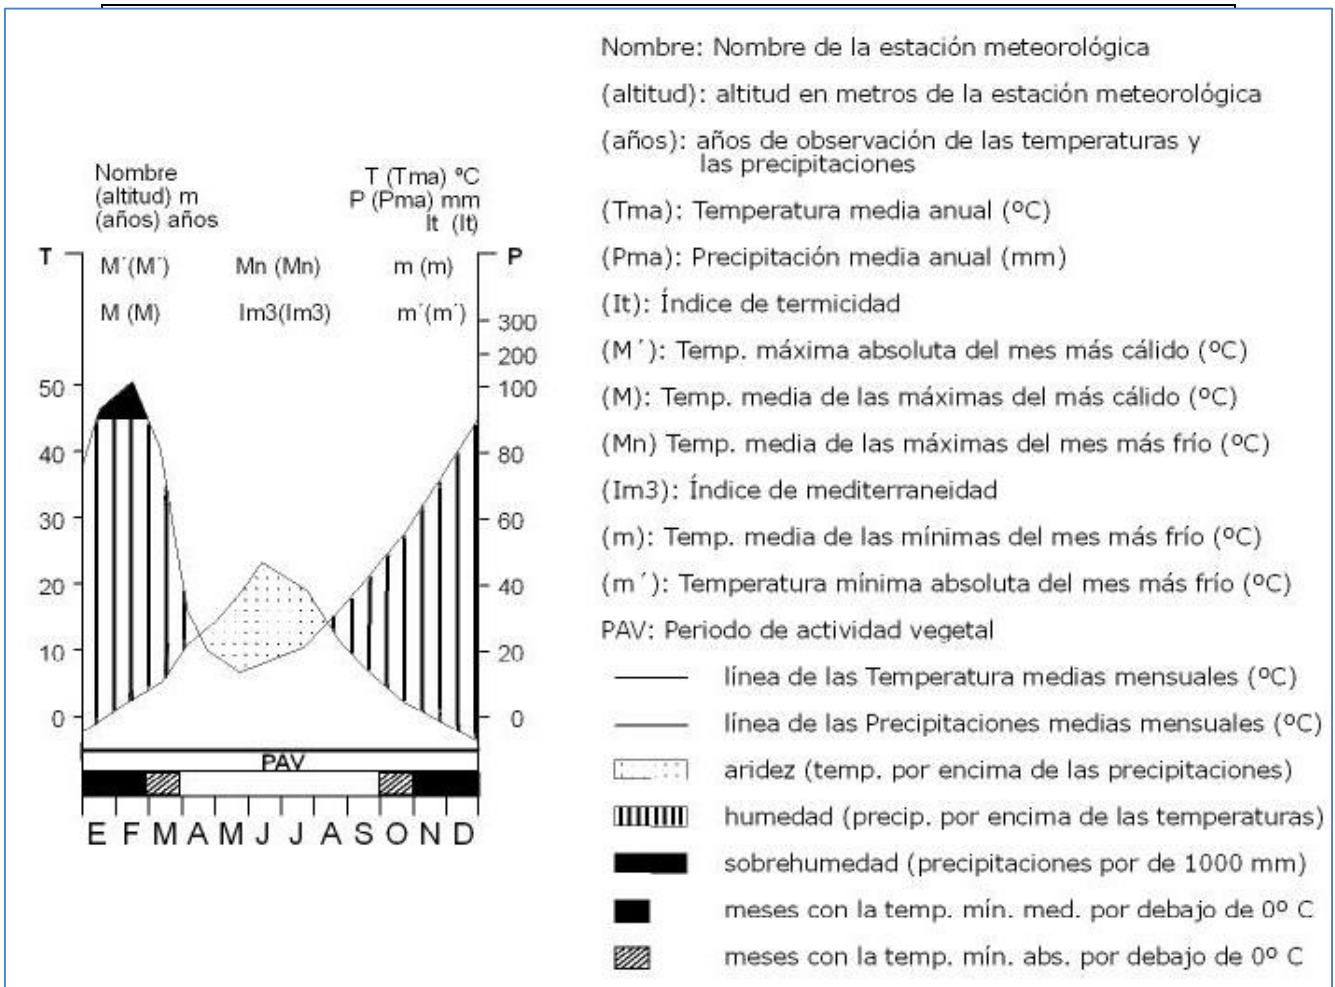 Nombre
(altitud) m
(años) años
T (Tma) ºC
P (Pma) mm
It (It)
T
P
M´(M´) Mn (Mn) m (m)
M (M) Im3(Im3) m´(m´)
300
200
50 100
40 80
30 60
20 40
10 20
0 0
PAV
E F M A M J J A S O N D
Nombre: Nombre de la estación meteorológica
(altitud): altitud en metros de la estación meteorológica
(años): años de observación de las temperaturas y
las precipitaciones
(Tma): Temperatura media anual (ºC)
(Pma): Precipitación media anual (mm)
(It): Índice de termicidad
(M´): Temp. máxima absoluta del mes más cálido (ºC)
(M): Temp. media de las máximas del más cálido (ºC)
(Mn) Temp. media de las máximas del mes más frío (ºC)
(Im3): Índice de mediterraneidad
(m): Temp. media de las mínimas del mes más frío (ºC)
(m´): Temperatura mínima absoluta del mes más frío (ºC)
PAV: Periodo de actividad vegetal
línea de las Temperatura medias mensuales (ºC)
línea de las Precipitaciones medias mensuales (ºC)
aridez (temp. por encima de las precipitaciones)
humedad (precip. por encima de las temperaturas)
sobrehumedad (precipitaciones por de 1000 mm)
meses con la temp. mín. med. por debajo de 0º C
meses con la temp. mín. abs. por debajo de 0º C